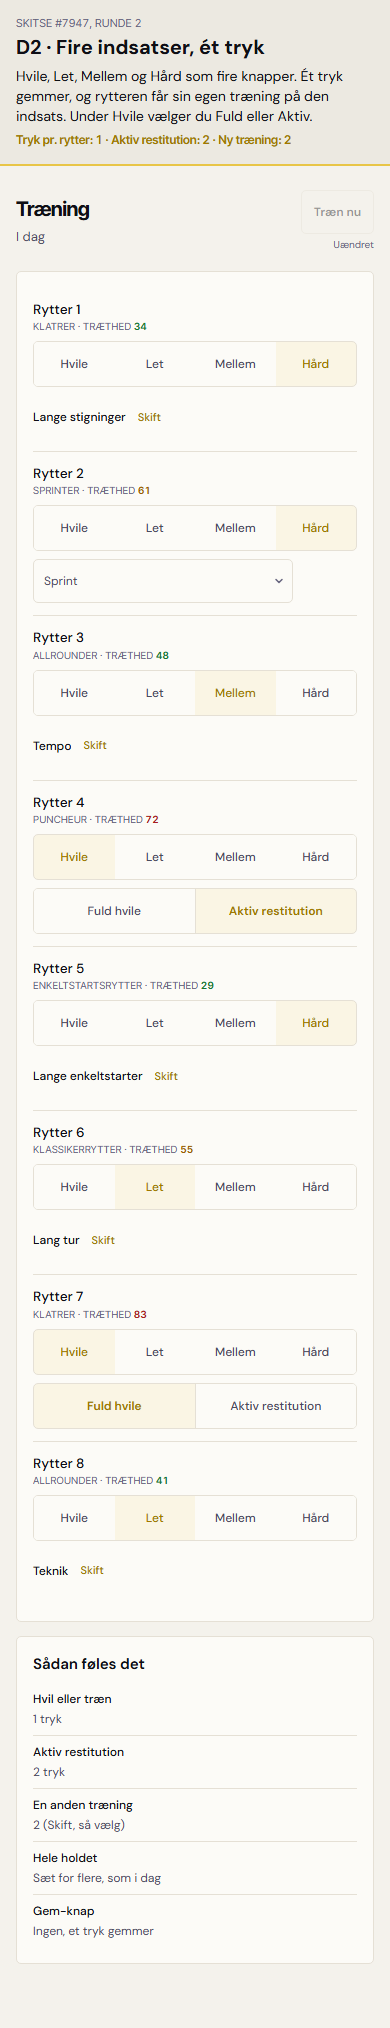 SKITSE #7947, RUNDE 2
D2 · Fire indsatser, ét tryk
Hvile, Let, Mellem og Hård som fire knapper. Ét tryk
gemmer, og rytteren får sin egen træning på den
indsats. Under Hvile vælger du Fuld eller Aktiv.
Tryk pr. rytter: 1 · Aktiv restitution: 2 · Ny træning: 2
Træning
Træn nu
I dag
Uændret
Rytter 1
KLATRER · TRÆTHED 34
Hvile Let Mellem Hård
Lange stigninger Skift
Rytter 2
SPRINTER · TRÆTHED 61
Hvile Let Mellem Hård
Sprint
Rytter 3
ALLROUNDER · TRÆTHED 48
Hvile Let Mellem Hård
Tempo Skift
Rytter 4
PUNCHEUR · TRÆTHED 72
Hvile Let Mellem Hård
Fuld hvile Aktiv restitution
Rytter 5
ENKELTSTARTSRYTTER · TRÆTHED 29
Hvile Let Mellem Hård
Lange enkeltstarter Skift
Rytter 6
KLASSIKERRYTTER · TRÆTHED 55
Hvile Let Mellem Hård
Lang tur Skift
Rytter 7
KLATRER · TRÆTHED 83
Hvile Let Mellem Hård
Fuld hvile Aktiv restitution
Rytter 8
ALLROUNDER · TRÆTHED 41
Hvile Let Mellem Hård
Teknik Skift
Sådan føles det
Hvil eller træn
1 tryk
Aktiv restitution
2 tryk
En anden træning
2 (Skift, så vælg)
Hele holdet
Sæt for flere, som i dag
Gem-knap
Ingen, et tryk gemmer